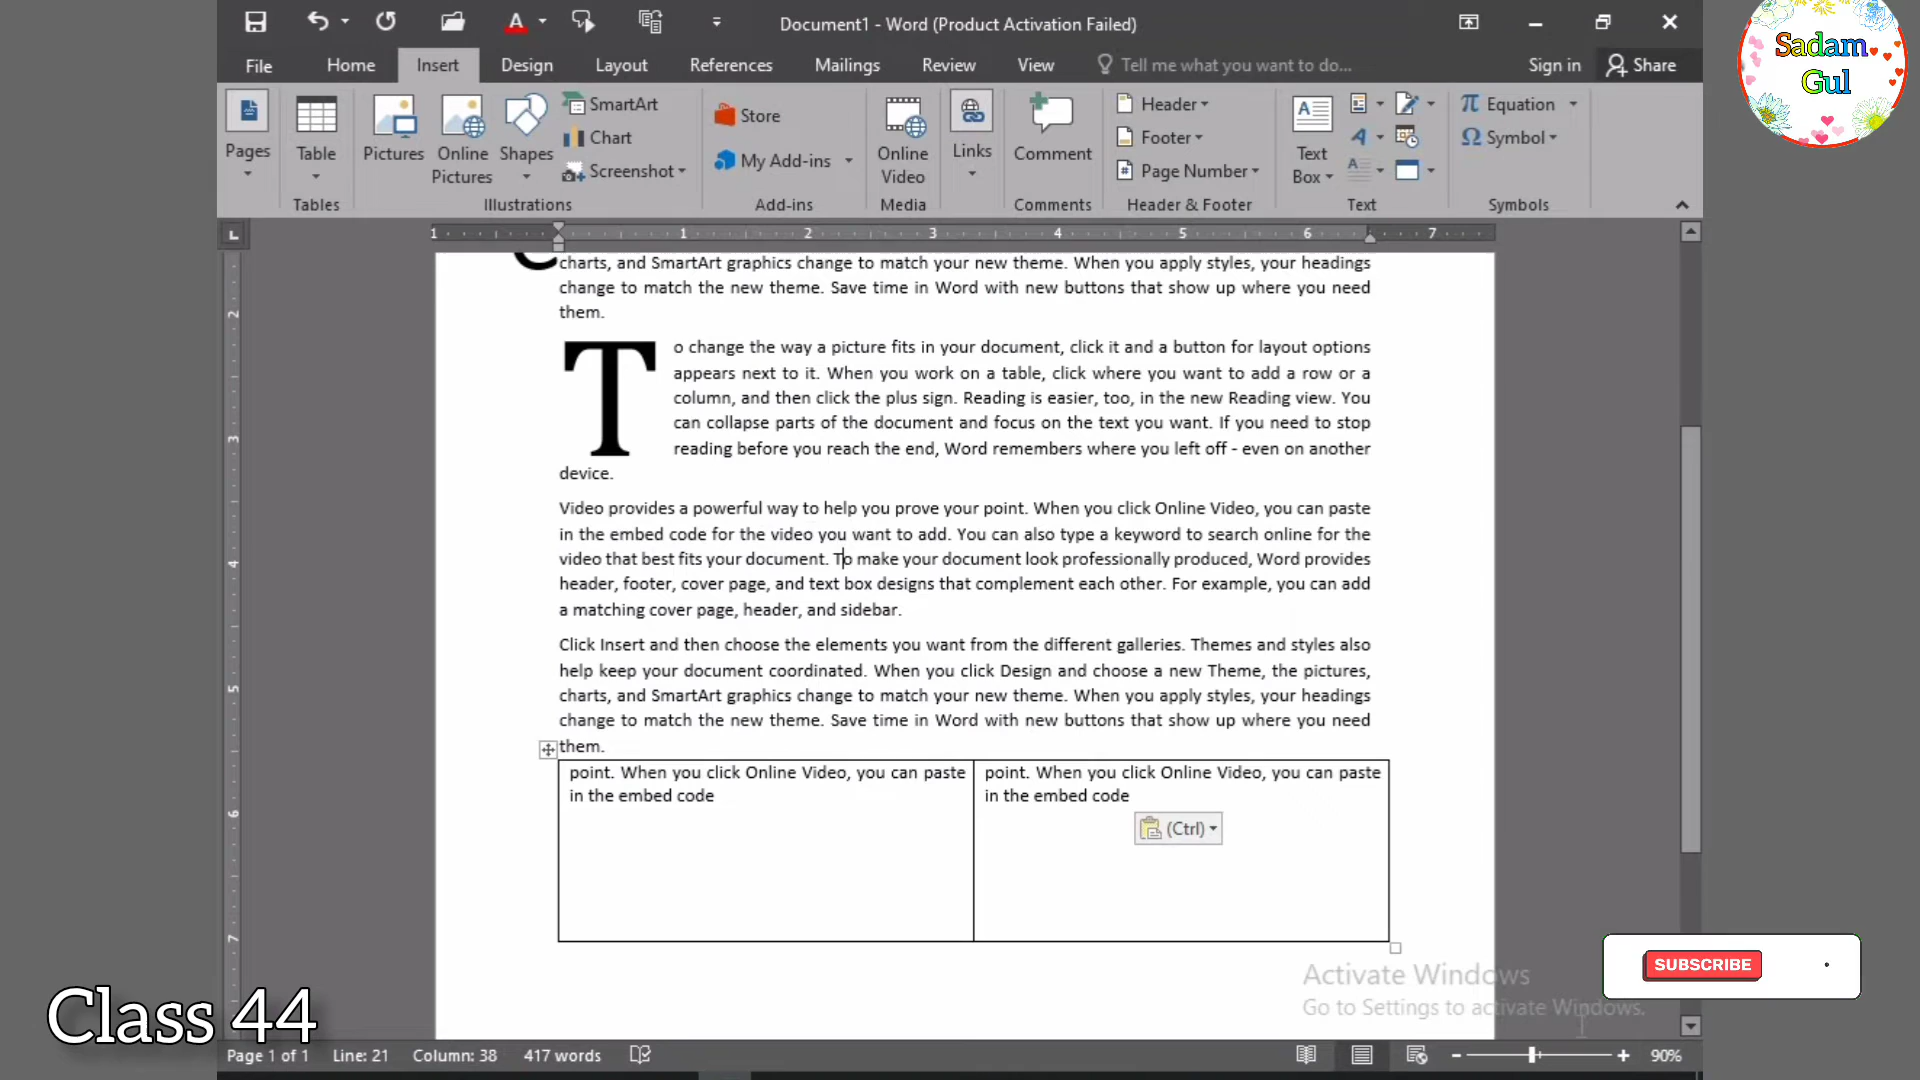 Document1 - Word (Product Activation Failed)
Sadam
Gul
File Home Insert Design Layout References Mailings Review View Tell me what you want to do... Sign in Share
Pages
Table
Tables
Pictures
Online
Pictures
Shapes
SmartArt
Chart
Screenshot
Illustrations
Store
My Add-ins
Add-ins
Online
Video
Media
Links
Comment
Comments
Header
Footer
Page Number
Header & Footer
Text
Box
Text
Equation
Symbol
Symbols
1 1 2 3 4 5 6 7
charts, and SmartArt graphics change to match your new theme. When you apply styles, your headings
change to match the new theme. Save time in Word with new buttons that show up where you need
them.
To change the way a picture fits in your document, click it and a button for layout options
appears next to it. When you work on a table, click where you want to add a row or a
column, and then click the plus sign. Reading is easier, too, in the new Reading view. You
can collapse parts of the document and focus on the text you want. If you need to stop
reading before you reach the end, Word remembers where you left off - even on another
device.
Video provides a powerful way to help you prove your point. When you click Online Video, you can paste
in the embed code for the video you want to add. You can also type a keyword to search online for the
video that best fits your document. To make your document look professionally produced, Word provides
header, footer, cover page, and text box designs that complement each other. For example, you can add
a matching cover page, header, and sidebar.
Click Insert and then choose the elements you want from the different galleries. Themes and styles also
help keep your document coordinated. When you click Design and choose a new Theme, the pictures,
charts, and SmartArt graphics change to match your new theme. When you apply styles, your headings
change to match the new theme. Save time in Word with new buttons that show up where you need
them.
point. When you click Online Video, you can paste
in the embed code
point. When you click Online Video, you can paste
in the embed code
(Ctrl)
2
3
4
5
6
7
Activate Windows
Go to Settings to activate Windows.
SUBSCRIBE
Class 44
Page 1 of 1 Line: 21 Column: 38 417 words 90%